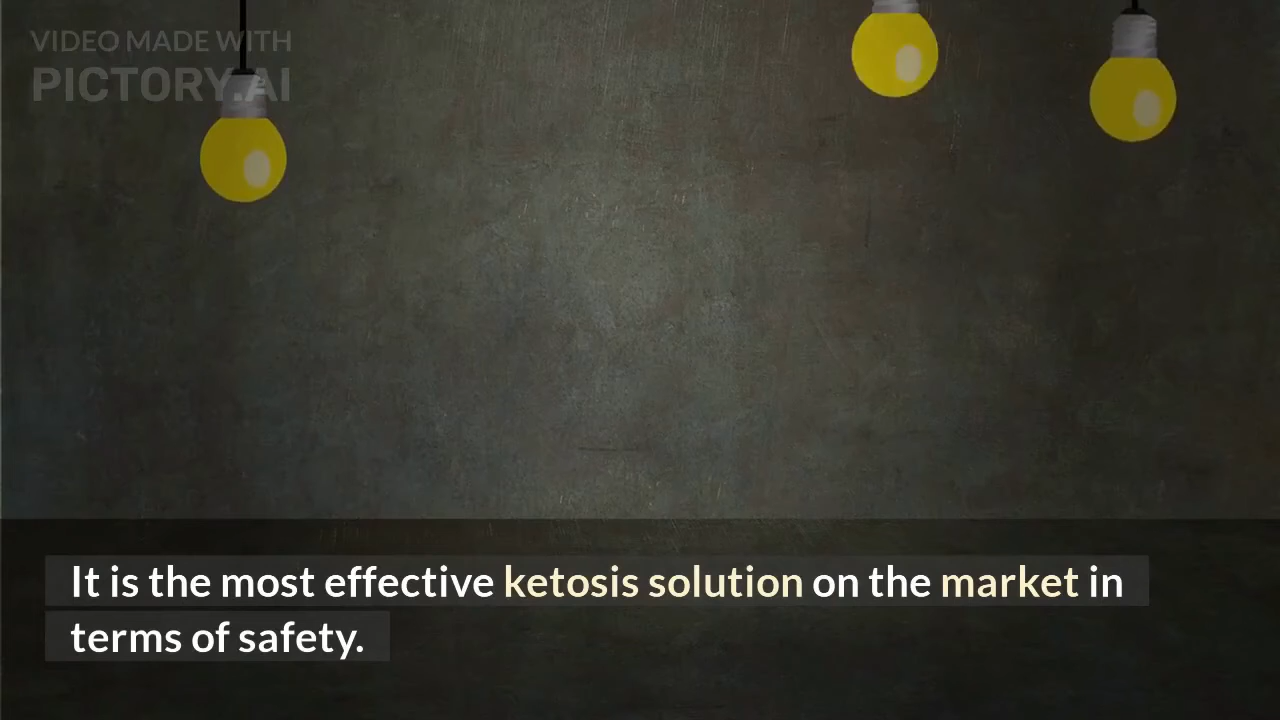 VIDEO MADE WITH
PICTORY.AI
It is the most effective ketosis solution on the market in
terms of safety.